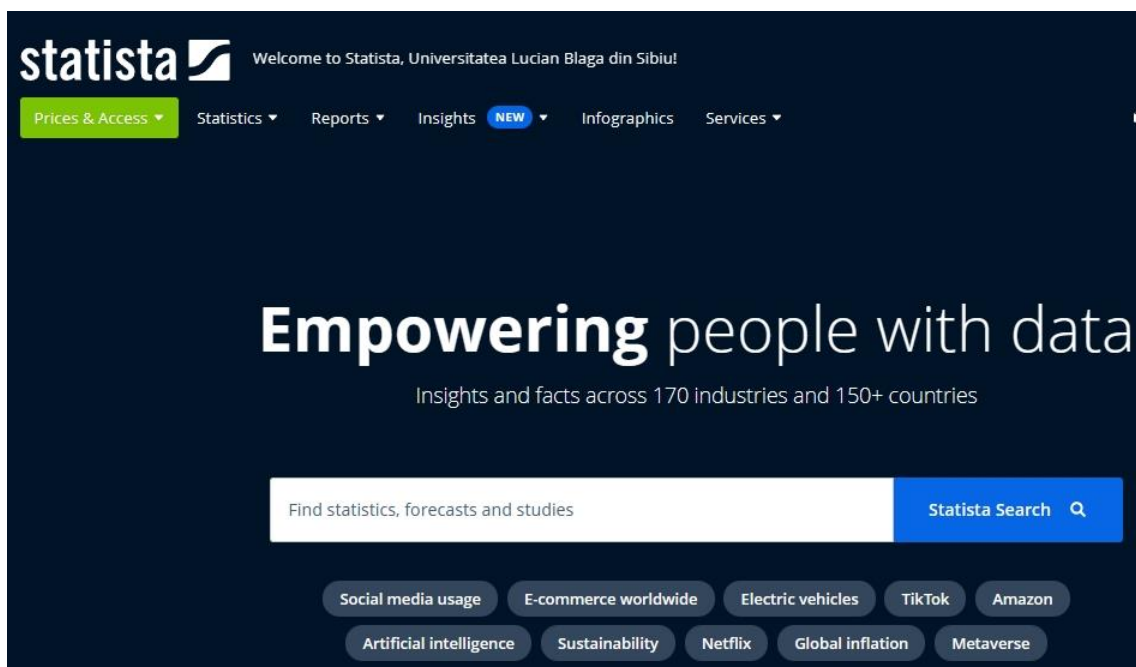 statista Welcome to Statista, Universitatea Lucian Blaga din Sibiu!
Prices & Access Statistics Reports Insights NEW Infographics Services
Empowering people with data
Insights and facts across 170 industries and 150+ countries
Find statistics, forecasts and studies Statista Search
Social media usage E-commerce worldwide Electric vehicles TikTok Amazon
Artificial intelligence Sustainability Netflix Global inflation Metaverse